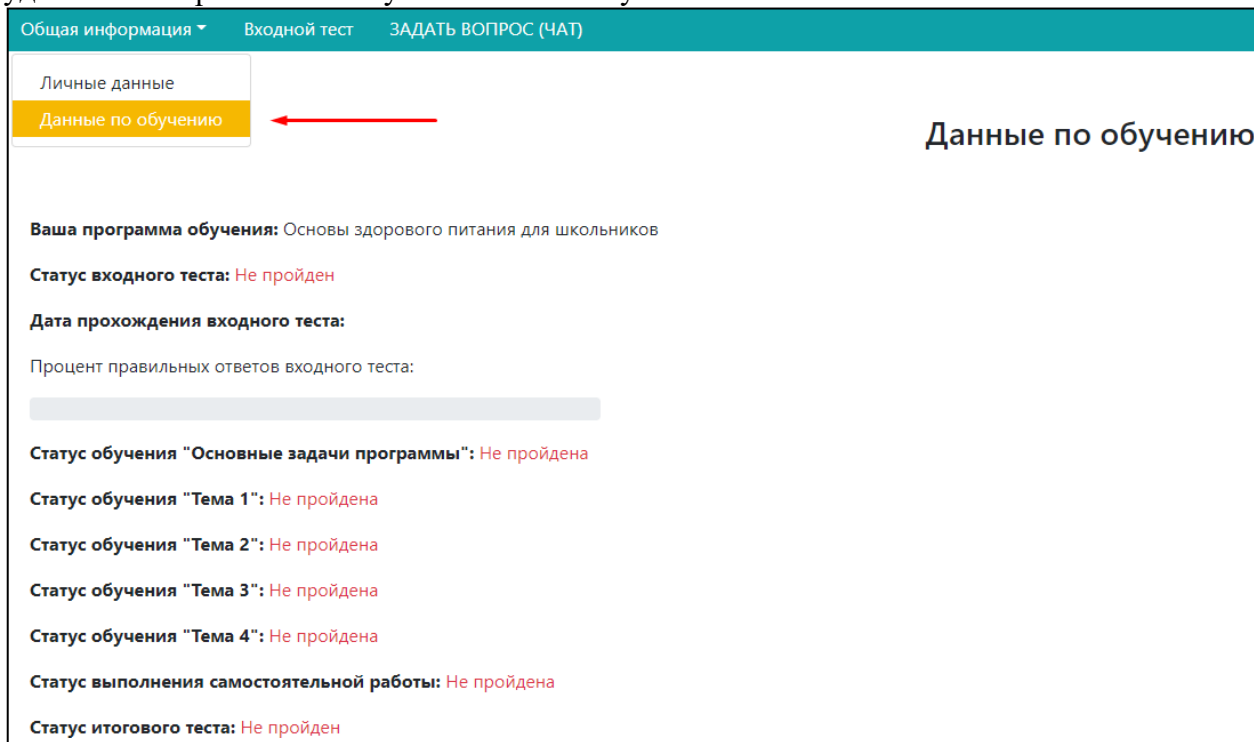 Общая информация Входной тест ЗАДАТЬ ВОПРОС (ЧАТ)
Личные данные
Данные по обучению
Данные по обучению
Ваша программа обучения: Основы здорового питания для школьников
Статус входного теста: Не пройден
Дата прохождения входного теста:
Процент правильных ответов входного теста:
Статус обучения "Основные задачи программы": Не пройдена
Статус обучения "Тема 1": Не пройдена
Статус обучения "Тема 2": Не пройдена
Статус обучения "Тема 3": Не пройдена
Статус обучения "Тема 4": Не пройдена
Статус выполнения самостоятельной работы: Не пройдена
Статус итогового теста: Не пройден